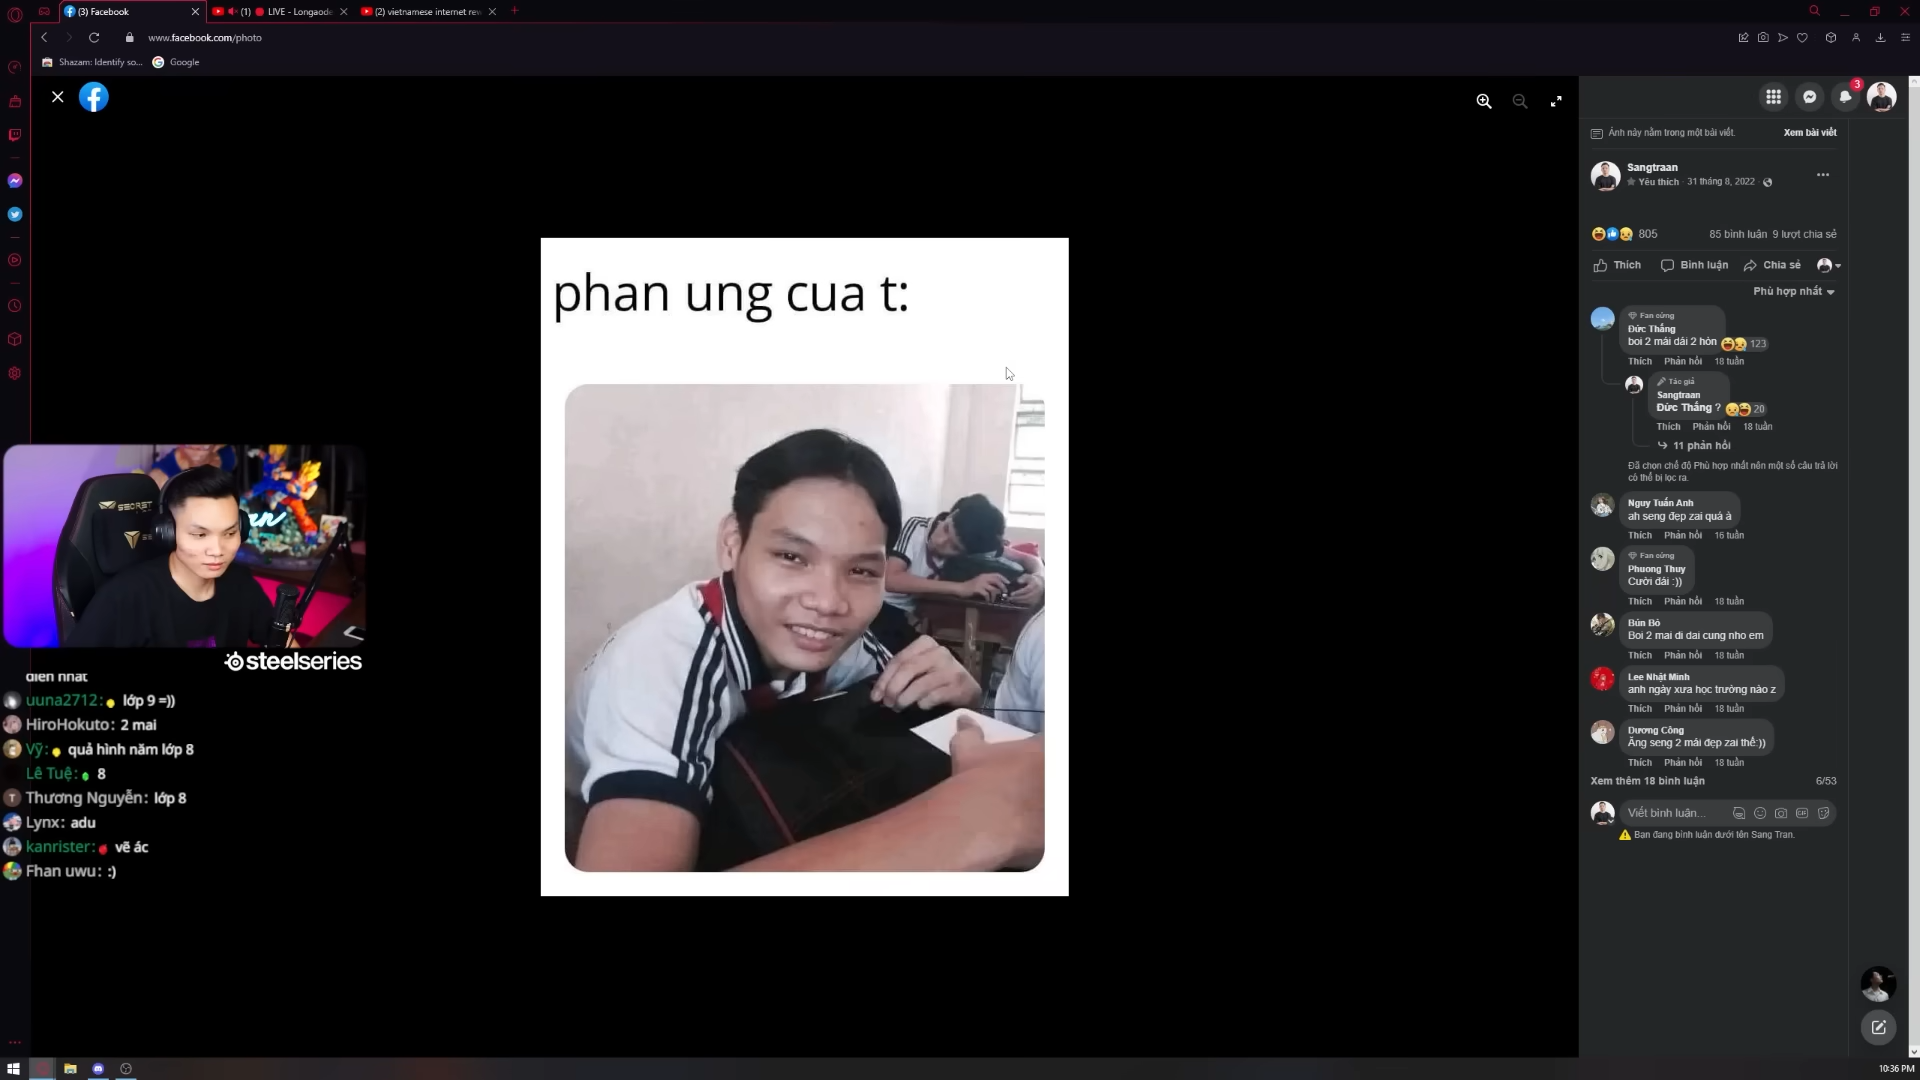 (3) Facebook
(1)
LIVE - Longaode
(2) vietnamese internet re
www.facebook.com/photo
Shazam: Identify so...
Google
phan ung cua t:
SECRET
steelseries
dien nhat
uuna2712: lớp 9 =))
HiroHokuto: 2 mai
Vỹ: quả hình năm lớp 8
Lê Tuệ: 8
Thương Nguyễn: lớp 8
Lynx: adu
kanrister: vẽ ác
Fhan uwu: :)
3
Ảnh này nằm trong một bài viết.
Xem bài viết
Sangtraan
Yêu thích · 31 tháng 8, 2022 ·
805
85 bình luận 9 lượt chia sẻ
Thích
Bình luận
Chia sẻ
Phù hợp nhất
Fan cứng
Đức Thắng
boi 2 mái dái 2 hòn
123
Thích Phản hồi 18 tuần
Tác giả
Sangtraan
Đức Thắng ?
20
Thích Phản hồi 18 tuần
11 phản hồi
Đã chọn chế độ Phù hợp nhất nên một số câu trả lời
có thể bị lọc ra.
Nguy Tuấn Anh
ah seng đẹp zai quá à
Thích Phản hồi 16 tuần
Fan cứng
Phuong Thuy
Cười đái :))
Thích Phản hồi 18 tuần
Bún Bò
Boi 2 mai di dai cung nho em
Thích Phản hồi 18 tuần
Lee Nhật Minh
anh ngày xưa học trường nào z
Thích Phản hồi 18 tuần
Dương Công
Ăng seng 2 mái đẹp zai thế:))
Thích Phản hồi 18 tuần
Xem thêm 18 bình luận
6/53
Viết bình luận...
GIF
Bạn đang bình luận dưới tên Sang Tran.
10:36 PM